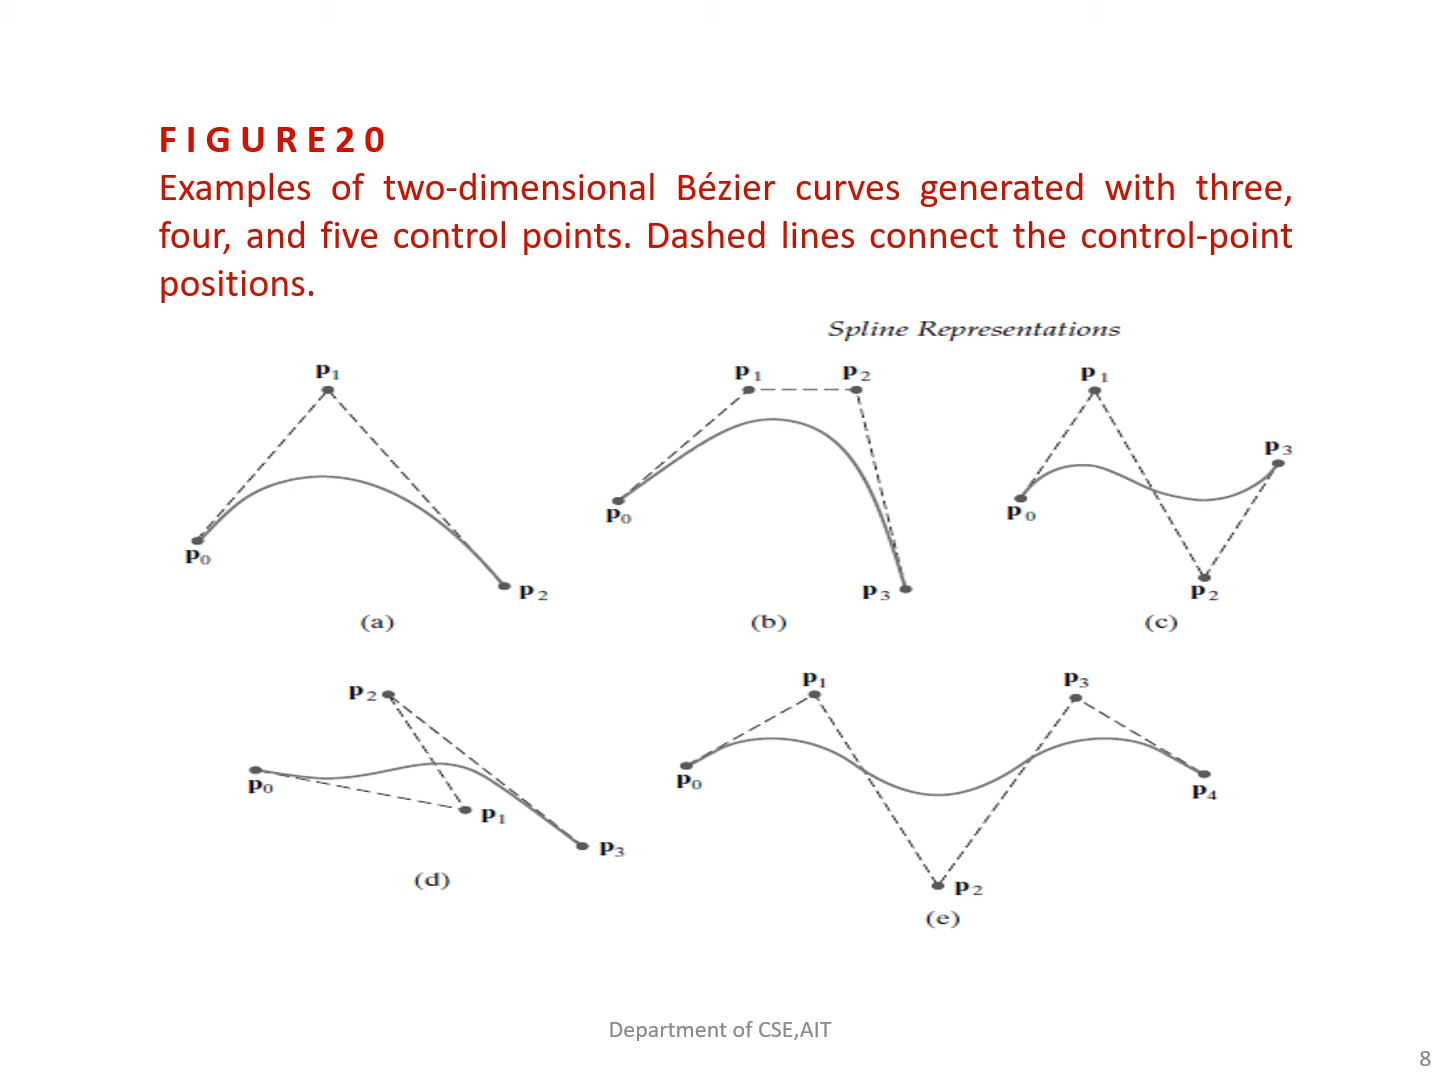 F I G U R E 2 0
Examples of two-dimensional Bézier curves generated with three,
four, and five control points. Dashed lines connect the control-point
positions.
Spline Representations
p1
p0
p2
(a)
p1
p2
p0
p3
(b)
p1
p3
p0
p2
(c)
p2
p0
p1
p3
(d)
p1
p3
p0
p4
p2
(e)
Department of CSE,AIT
8